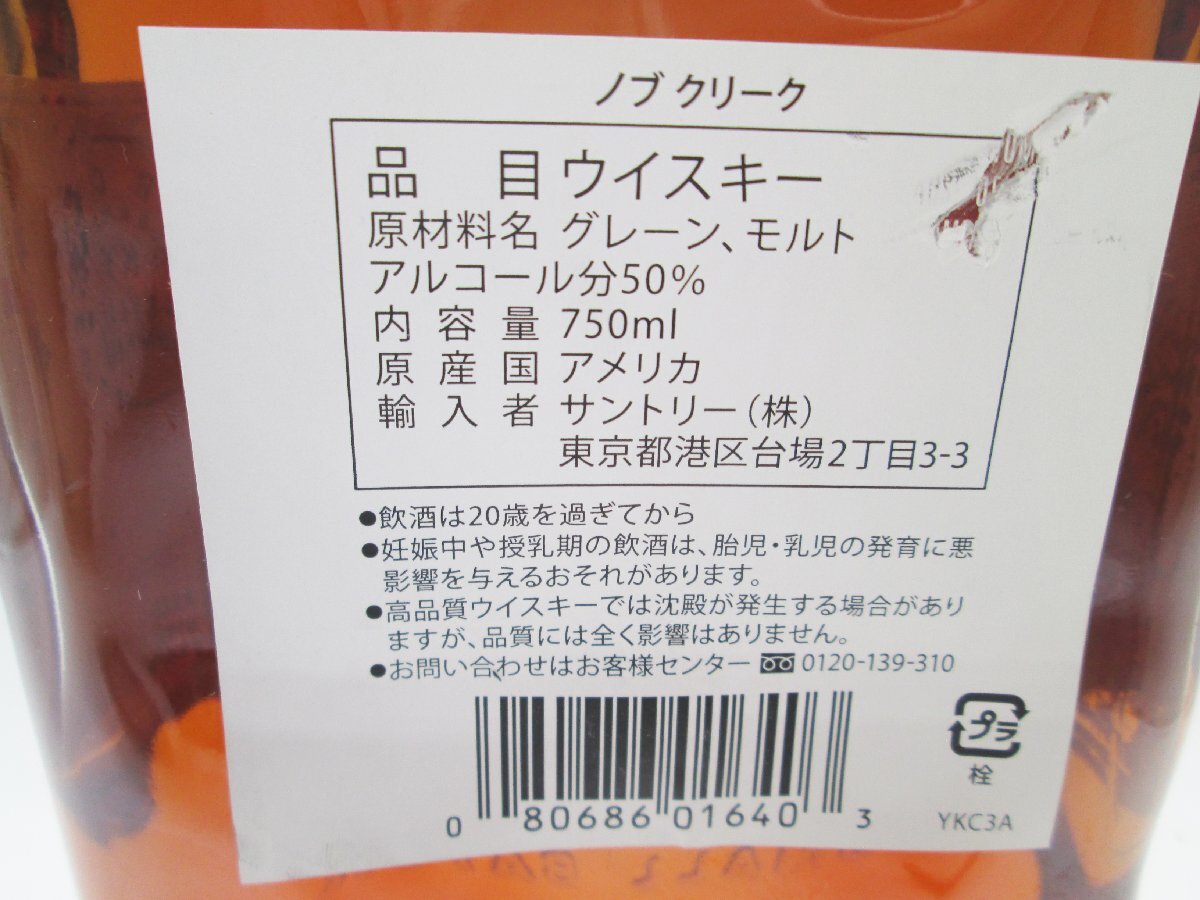 ノブ クリーク
品目 ウイスキー
原材料名 グレーン、モルト
アルコール分50%
内容量 750ml
原産国 アメリカ
輸入者 サントリー(株)
東京都港区台場2丁目3-3
●飲酒は20歳を過ぎてから
●妊娠中や授乳期の飲酒は、胎児・乳児の発育に悪
影響を与えるおそれがあります。
●高品質ウイスキーでは沈殿が発生する場合があり
ますが、品質には全く影響はありません。
●お問い合わせはお客様センター 0120-139-310
プラ
栓
0 80686 01640 3
YKC3A